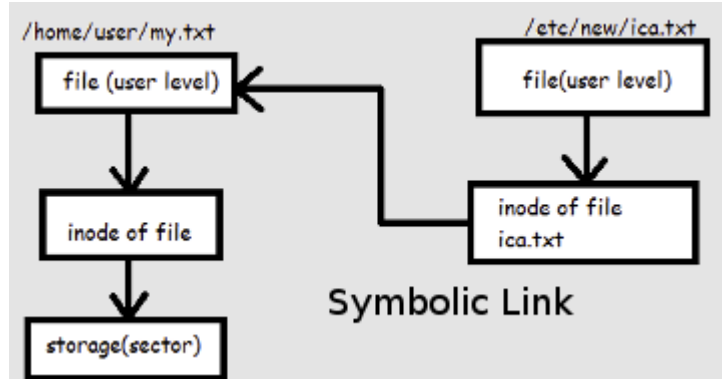 /home/user/my.txt
file (user level)
inode of file
storage(sector)
/etc/new/ica.txt
file(user level)
inode of file
ica.txt
Symbolic Link